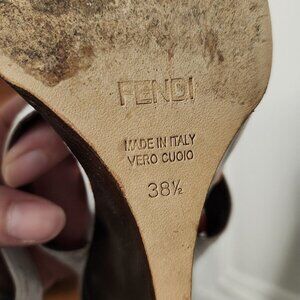 FENDI
MADE IN ITALY
VERO CUOIO
38½